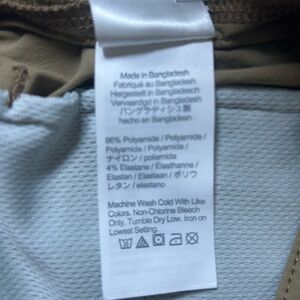 Made in Bangladesh
Fabriqué au Bangladesh
Hergestellt in Bangladesch
Vervaardigd in Bangladesh
バングラディシュ製
hecho en Bangladesh
96% Polyamide / Polyamide /
Polyamid / Polyamide /
ナイロン / poliamida
4% Elastane / Elasthanne /
Elastan / Elastaan / ポリウ
レタン / elastano
Machine Wash Cold With Like
Colors. Non-Chlorine Bleach
Only. Tumble Dry Low. Iron on
Lowest Setting.